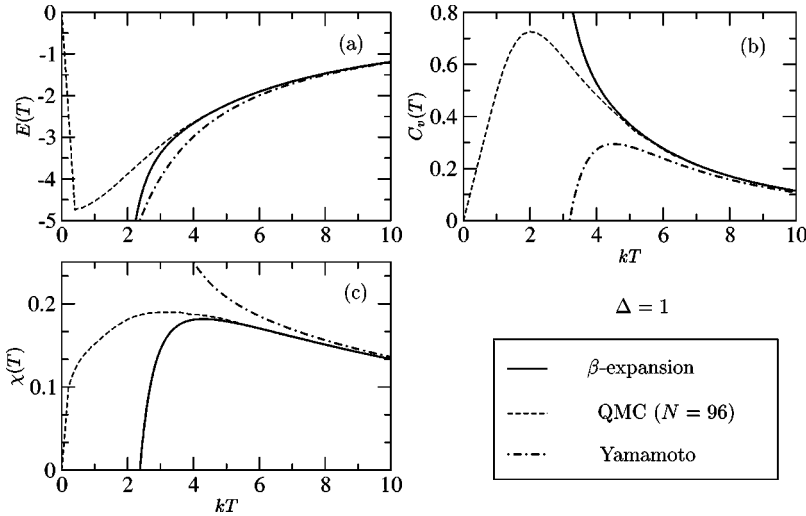 0
-1
-2
-3
-4
-5
E(T)
(a)
0 2 4 6 8 10
0.8
0.6
0.4
0.2
0
C_v(T)
(b)
0 2 4 6 8 10
kT
0.2
0.1
0
χ(T)
(c)
0 2 4 6 8 10
kT
Δ = 1
β-expansion
QMC (N = 96)
Yamamoto